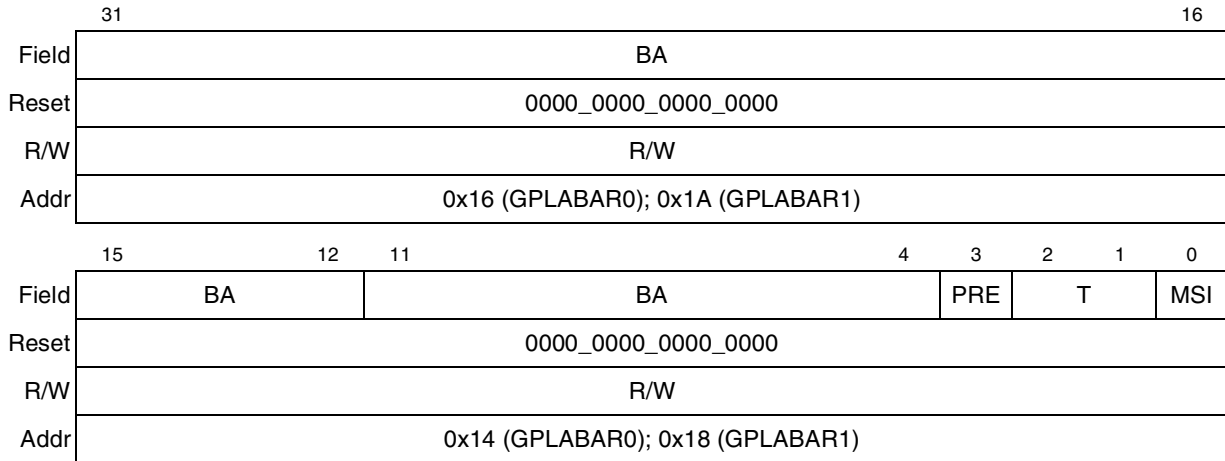 31 16
Field BA
Reset 0000_0000_0000_0000
R/W R/W
Addr 0x16 (GPLABAR0); 0x1A (GPLABAR1)
15 12 11 4 3 2 1 0
Field BA BA PRE T MSI
Reset 0000_0000_0000_0000
R/W R/W
Addr 0x14 (GPLABAR0); 0x18 (GPLABAR1)